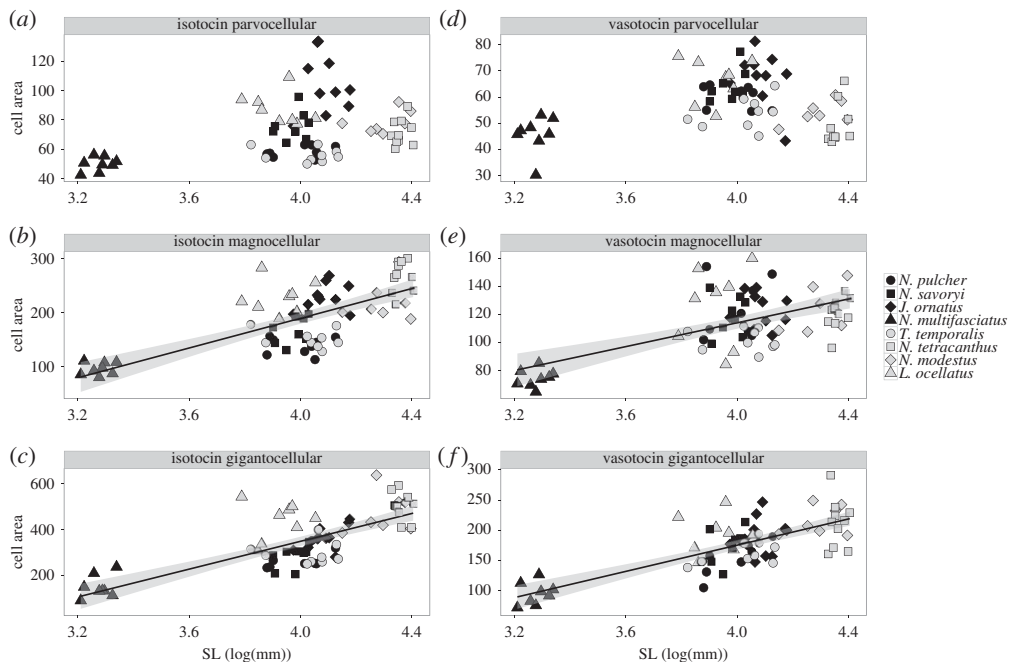 (a)
isotocin parvocellular
cell area
120
100
80
60
40
3.2
3.6
4.0
4.4
(b)
isotocin magnocellular
cell area
300
200
100
3.2
3.6
4.0
4.4
(c)
isotocin gigantocellular
cell area
600
400
200
3.2
3.6
4.0
4.4
SL (log(mm))
(d)
vasotocin parvocellular
80
70
60
50
40
30
3.2
3.6
4.0
4.4
(e)
vasotocin magnocellular
160
140
120
100
80
3.2
3.6
4.0
4.4
(f)
vasotocin gigantocellular
300
250
200
150
100
3.2
3.6
4.0
4.4
SL (log(mm))
N. pulcher
N. savoryi
J. ornatus
N. multifasciatus
T. temporalis
N. tetracanthus
N. modestus
L. ocellatus